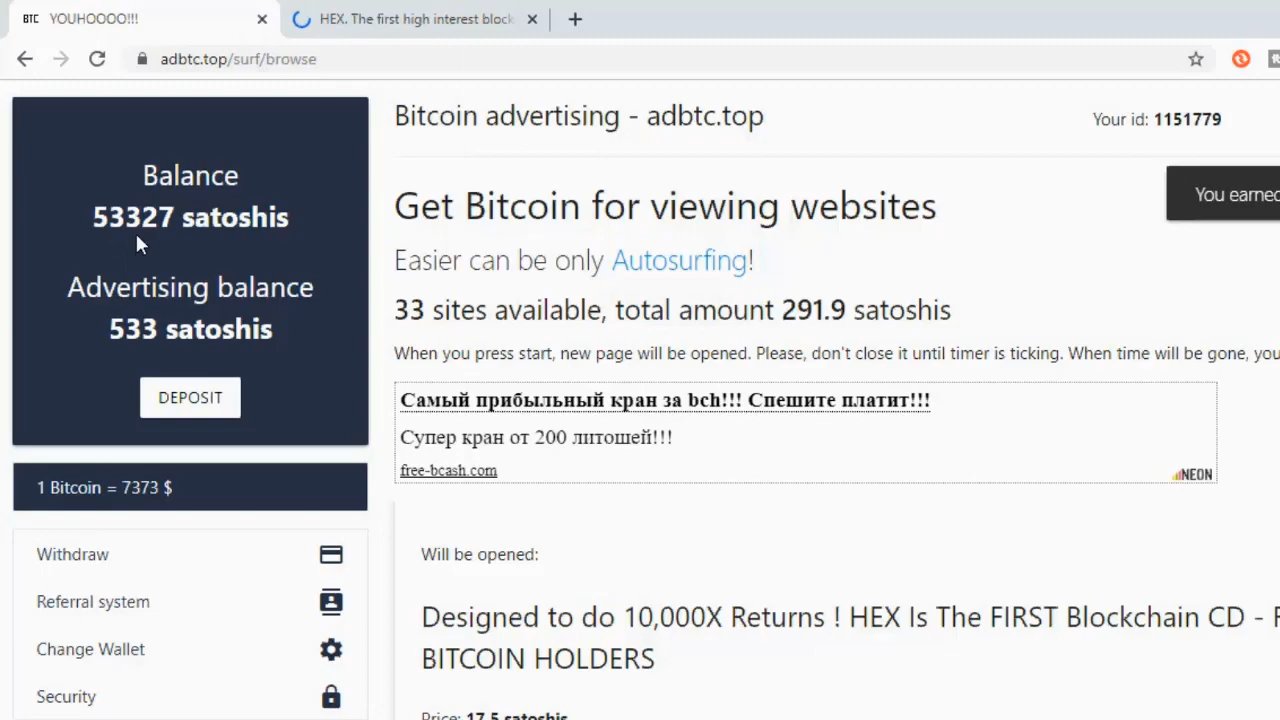 BTC YOUHOOOO!!!
HEX. The first high interest block
adbtc.top/surf/browse
Balance
53327 satoshis
Advertising balance
533 satoshis
DEPOSIT
1 Bitcoin = 7373 $
Withdraw
Referral system
Change Wallet
Security
Bitcoin advertising - adbtc.top
Your id: 1151779
You earned
Get Bitcoin for viewing websites
Easier can be only Autosurfing!
33 sites available, total amount 291.9 satoshis
When you press start, new page will be opened. Please, don't close it until timer is ticking. When time will be gone, you
Самый прибыльный кран за bch!!! Спешите платит!!!
Супер кран от 200 литошей!!!
free-bcash.com
NEON
Will be opened:
Designed to do 10,000X Returns ! HEX Is The FIRST Blockchain CD -
BITCOIN HOLDERS
Price: 17.5 satoshis